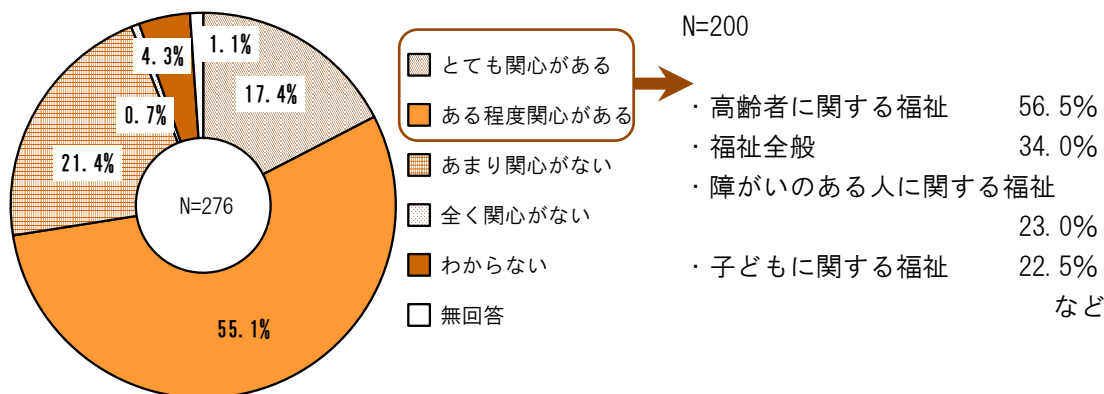 1.1%
17.4%
4.3%
0.7%
21.4%
N=276
55.1%
とても関心がある
ある程度関心がある
あまり関心がない
全く関心がない
わからない
無回答
N=200
・高齢者に関する福祉 56.5%
・福祉全般 34.0%
・障がいのある人に関する福祉
23.0%
・子どもに関する福祉 22.5%
など